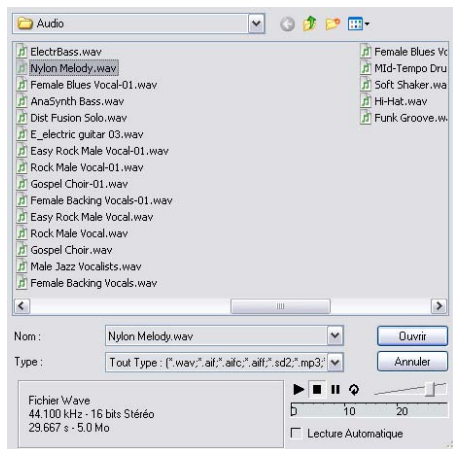 Audio
ElectrBass.wav
Nylon Melody.wav
Female Blues Vocal-01.wav
AnaSynth Bass.wav
Dist Fusion Solo.wav
E_electric guitar 03.wav
Easy Rock Male Vocal-01.wav
Rock Male Vocal-01.wav
Gospel Choir-01.wav
Female Backing Vocals-01.wav
Easy Rock Male Vocal.wav
Rock Male Vocal.wav
Gospel Choir.wav
Male Jazz Vocalists.wav
Female Backing Vocals.wav
Female Blues Vc
MId-Tempo Dru
Soft Shaker.wa
Hi-Hat.wav
Funk Groove.w
Nom : Nylon Melody.wav Ouvrir
Type : Tout Type : (*.wav;*.aif;*.aifc;*.aiff;*.sd2;*.mp3;* Annuler
Fichier Wave
44.100 kHz - 16 bits Stéréo
29.667 s - 5.0 Mo
0 10 20
Lecture Automatique